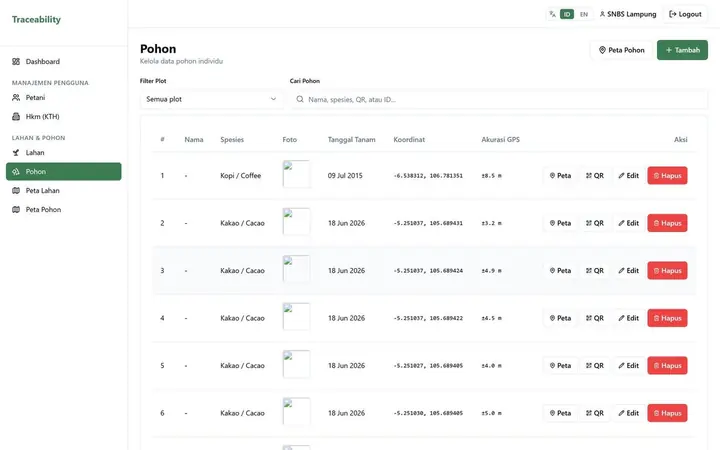 Traceability
ID EN SNBS Lampung Logout
Dashboard
MANAJEMEN PENGGUNA
Petani
Hkm (KTH)
LAHAN & POHON
Lahan
Pohon
Peta Lahan
Peta Pohon
Pohon
Kelola data pohon individu
Peta Pohon
+ Tambah
Filter Plot
Semua plot
Cari Pohon
Nama, spesies, QR, atau ID...
# Nama Spesies Foto Tanggal Tanam Koordinat Akurasi GPS Aksi
1 - Kopi / Coffee 09 Jul 2015 -6.538312, 106.781351 ±8.5 m Peta QR Edit Hapus
2 - Kakao / Cacao 18 Jun 2026 -5.251037, 105.689431 ±3.2 m Peta QR Edit Hapus
3 - Kakao / Cacao 18 Jun 2026 -5.251037, 105.689424 ±4.9 m Peta QR Edit Hapus
4 - Kakao / Cacao 18 Jun 2026 -5.251037, 105.689422 ±4.5 m Peta QR Edit Hapus
5 - Kakao / Cacao 18 Jun 2026 -5.251027, 105.689405 ±4.0 m Peta QR Edit Hapus
6 - Kakao / Cacao 18 Jun 2026 -5.251030, 105.689405 ±5.0 m Peta QR Edit Hapus